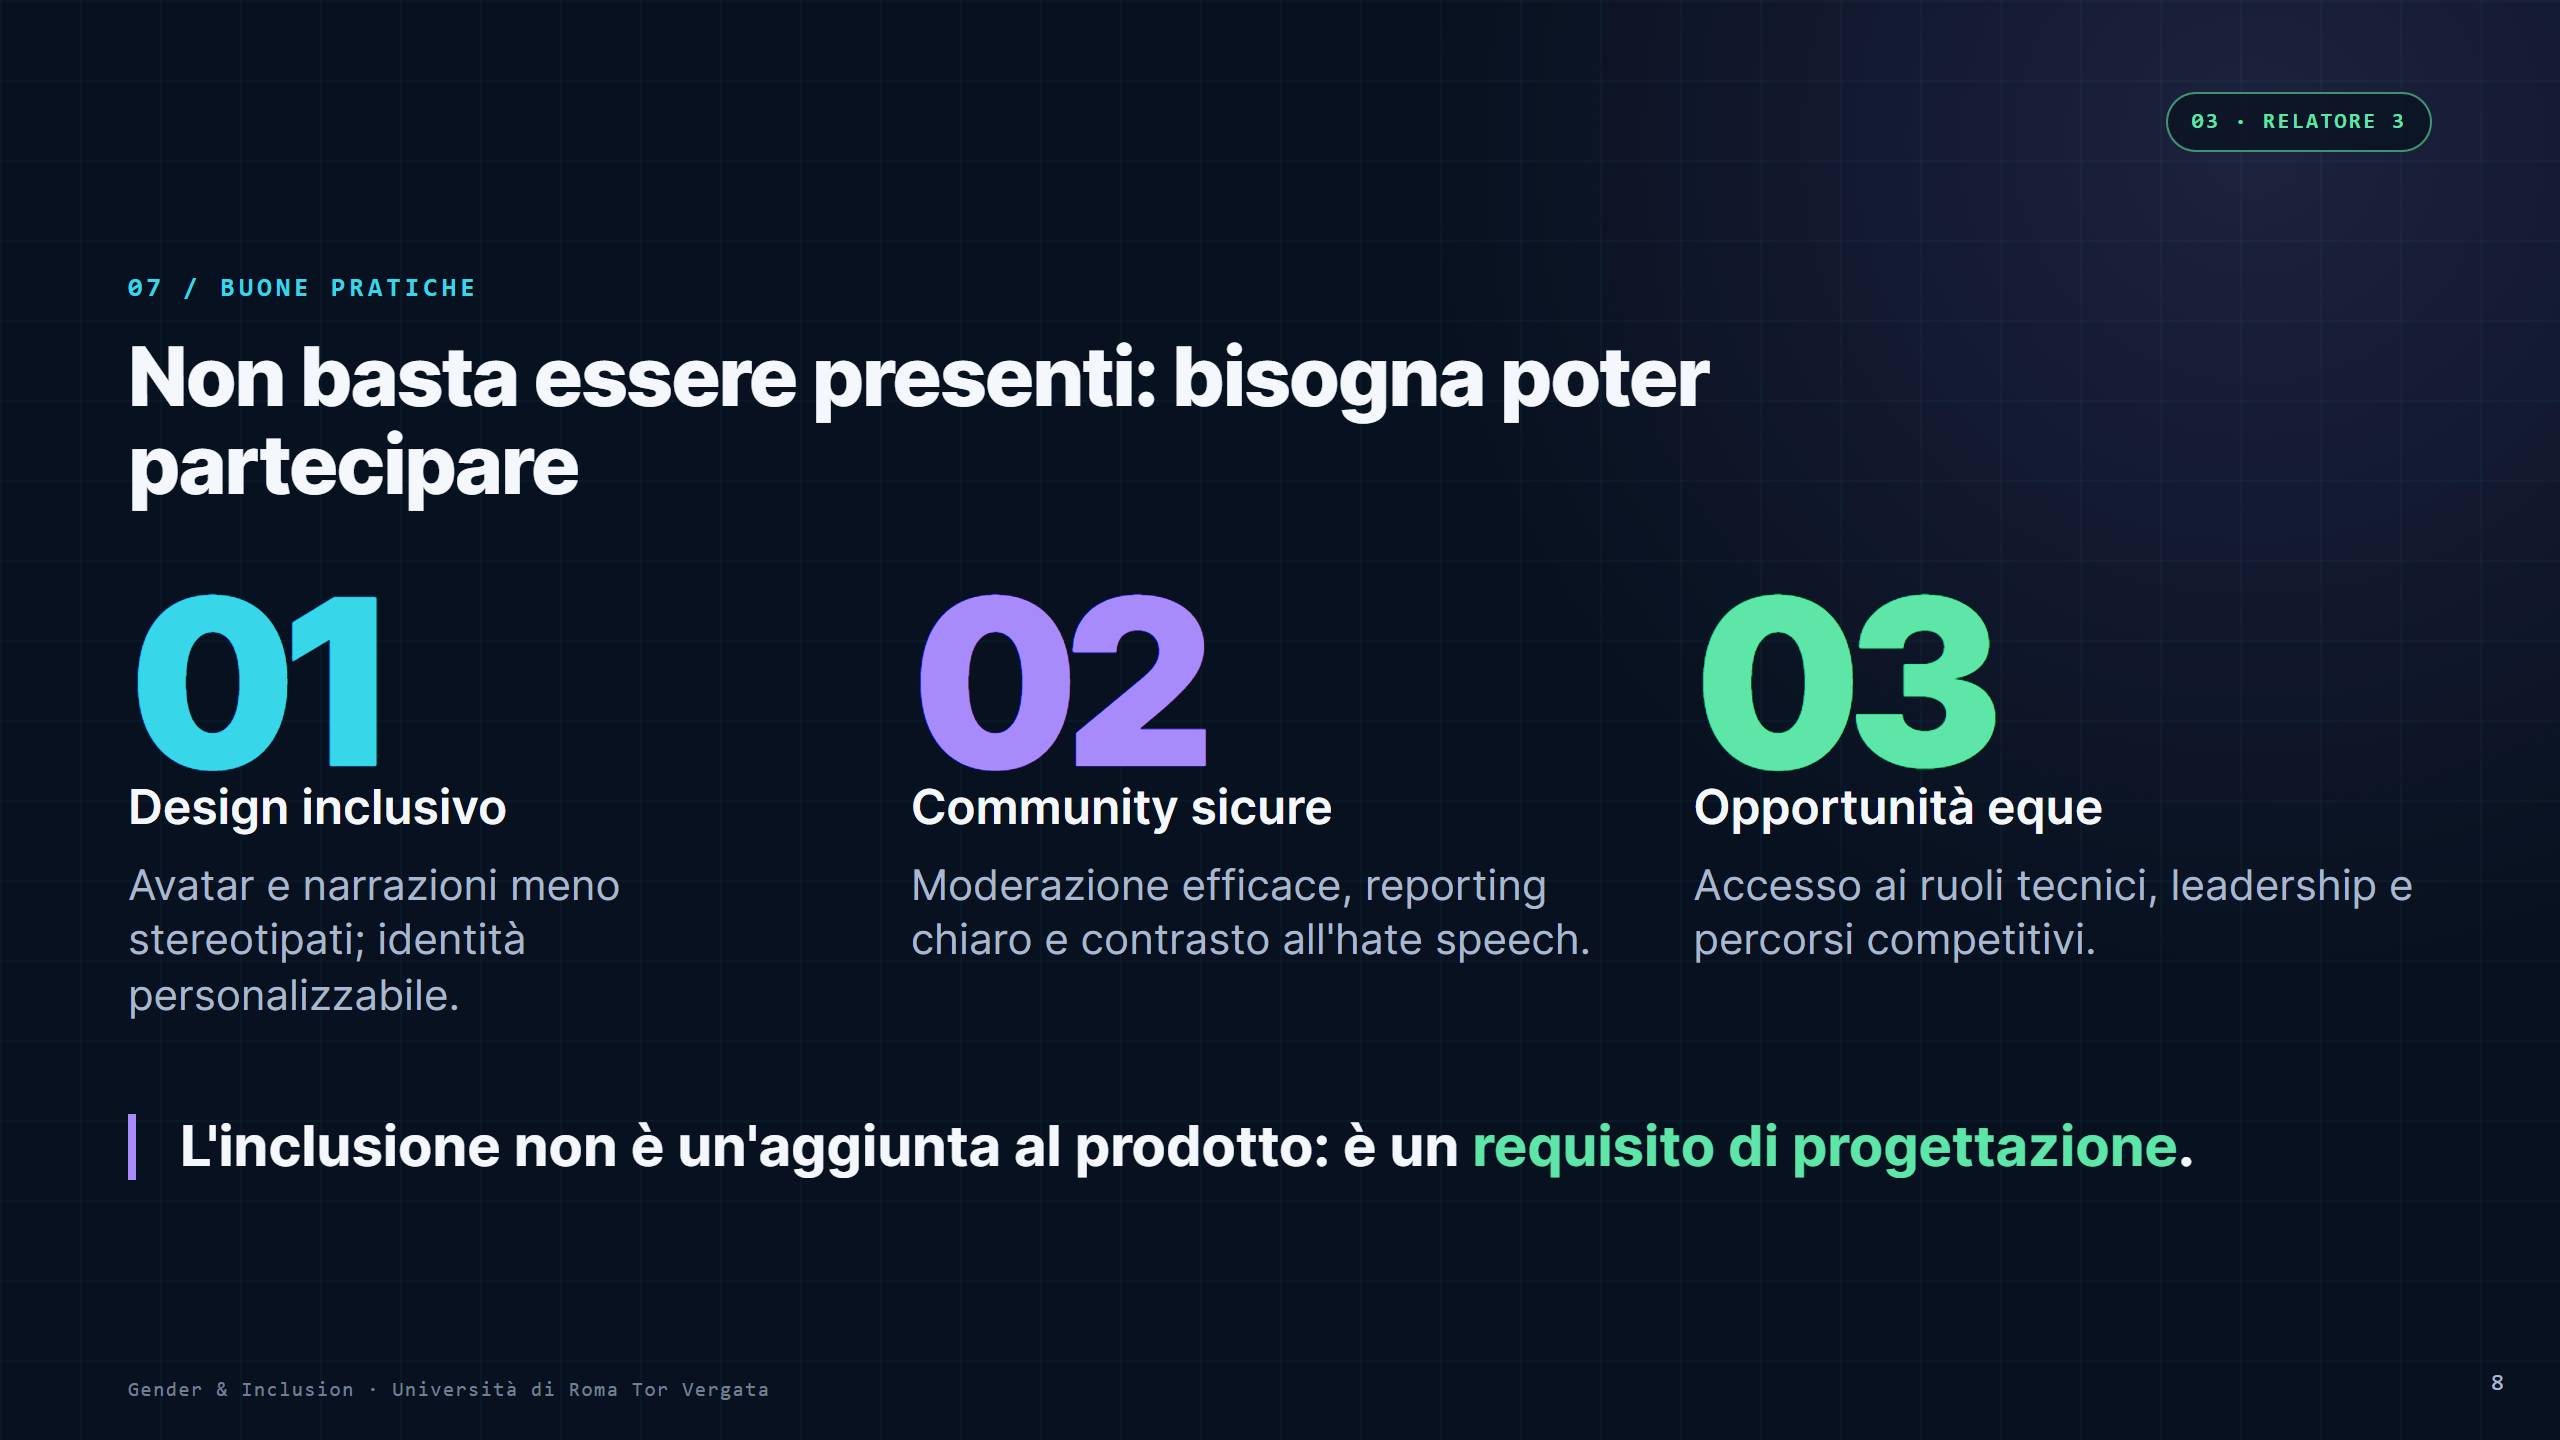 03 · RELATORE 3
07 / BUONE PRATICHE
Non basta essere presenti: bisogna poter
partecipare
01
Design inclusivo
Avatar e narrazioni meno
stereotipati; identità
personalizzabile.
02
Community sicure
Moderazione efficace, reporting
chiaro e contrasto all'hate speech.
03
Opportunità eque
Accesso ai ruoli tecnici, leadership e
percorsi competitivi.
L'inclusione non è un'aggiunta al prodotto: è un requisito di progettazione.
Gender & Inclusion · Università di Roma Tor Vergata
8